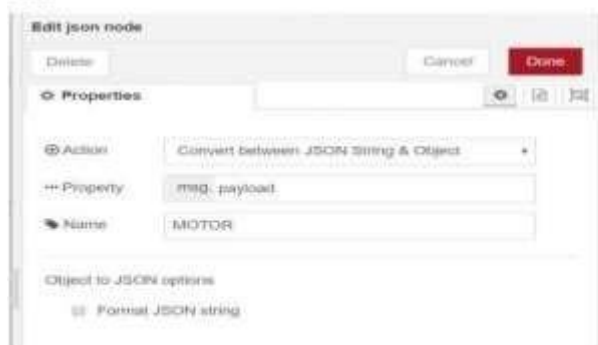 Edit json node
Delete
Cancel
Done
Properties
Action
Convert between JSON String & Object
Property
msg. payload
Name
MOTOR
Object to JSON options
Format JSON string